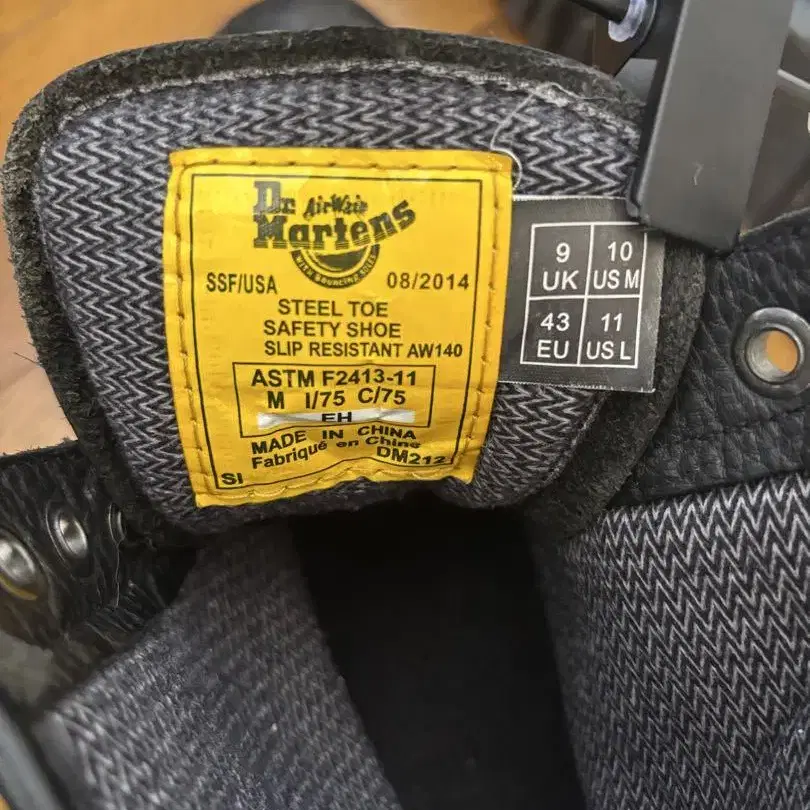 Dr. AirWair
Martens
WITH BOUNCING SOLES
SSF/USA 08/2014
STEEL TOE
SAFETY SHOE
SLIP RESISTANT AW140
ASTM F2413-11
M I/75 C/75
EH
MADE IN CHINA
Fabriqué en Chine
SI DM212
9 10
UK US M
43 11
EU US L